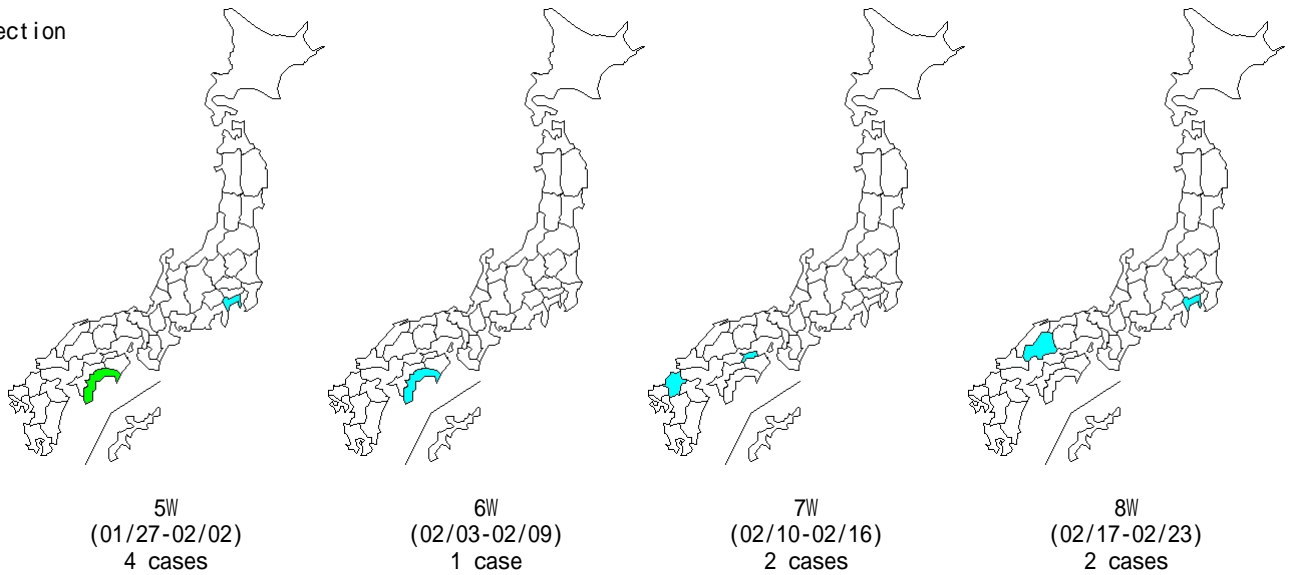 ection
5W
(01/27-02/02)
4 cases
6W
(02/03-02/09)
1 case
7W
(02/10-02/16)
2 cases
8W
(02/17-02/23)
2 cases